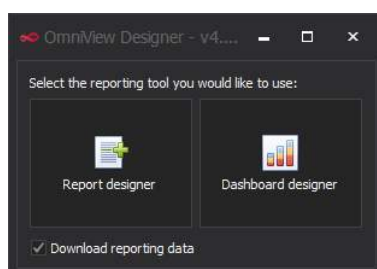 OmniView Designer - v4....
Select the reporting tool you would like to use:
Report designer
Dashboard designer
Download reporting data